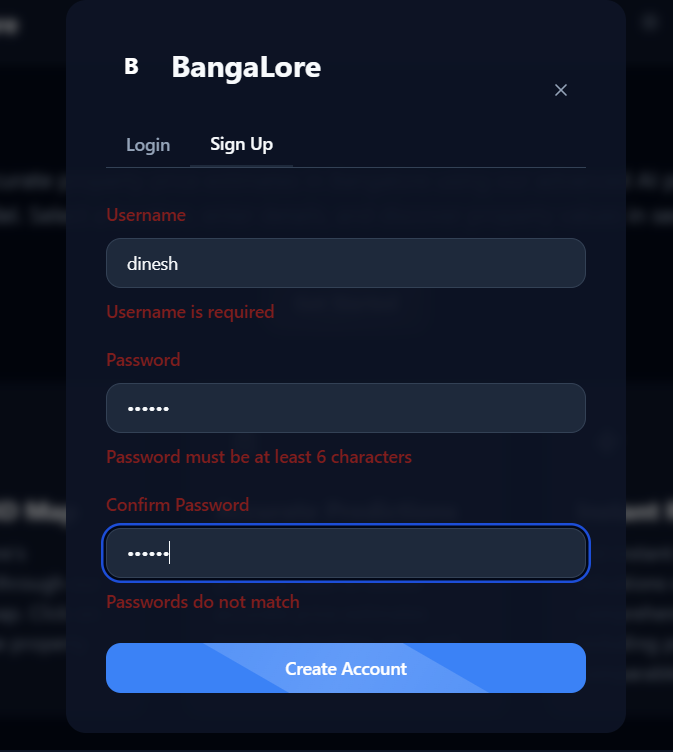 B BangaLore
Login Sign Up
Username
dinesh
Username is required
Password
••••••
Password must be at least 6 characters
Confirm Password
••••••
Passwords do not match
Create Account